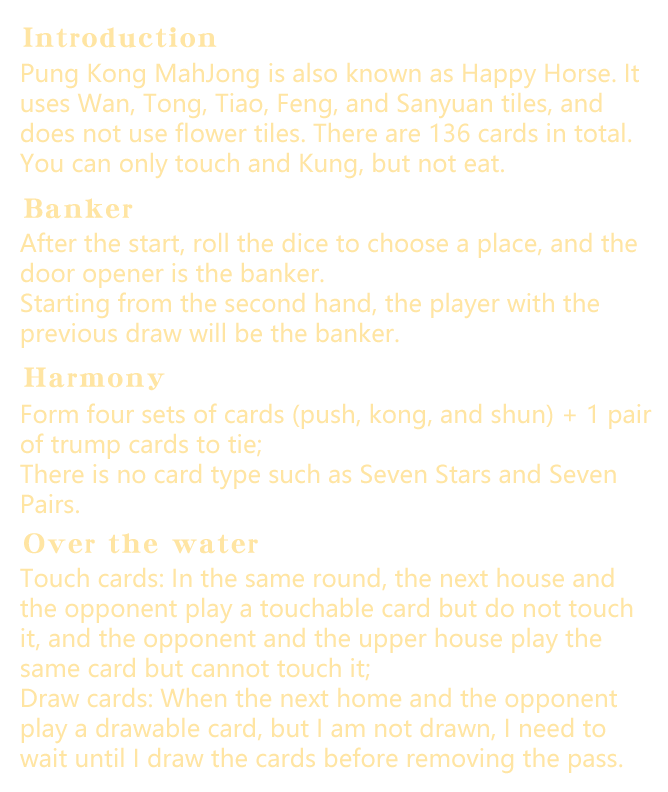 Introduction
Pung Kong MahJong is also known as Happy Horse. It
uses Wan, Tong, Tiao, Feng, and Sanyuan tiles, and
does not use flower tiles. There are 136 cards in total.
You can only touch and Kung, but not eat.
Banker
After the start, roll the dice to choose a place, and the
door opener is the banker.
Starting from the second hand, the player with the
previous draw will be the banker.
Harmony
Form four sets of cards (push, kong, and shun) + 1 pair
of trump cards to tie;
There is no card type such as Seven Stars and Seven
Pairs.
Over the water
Touch cards: In the same round, the next house and
the opponent play a touchable card but do not touch
it, and the opponent and the upper house play the
same card but cannot touch it;
Draw cards: When the next home and the opponent
play a drawable card, but I am not drawn, I need to
wait until I draw the cards before removing the pass.